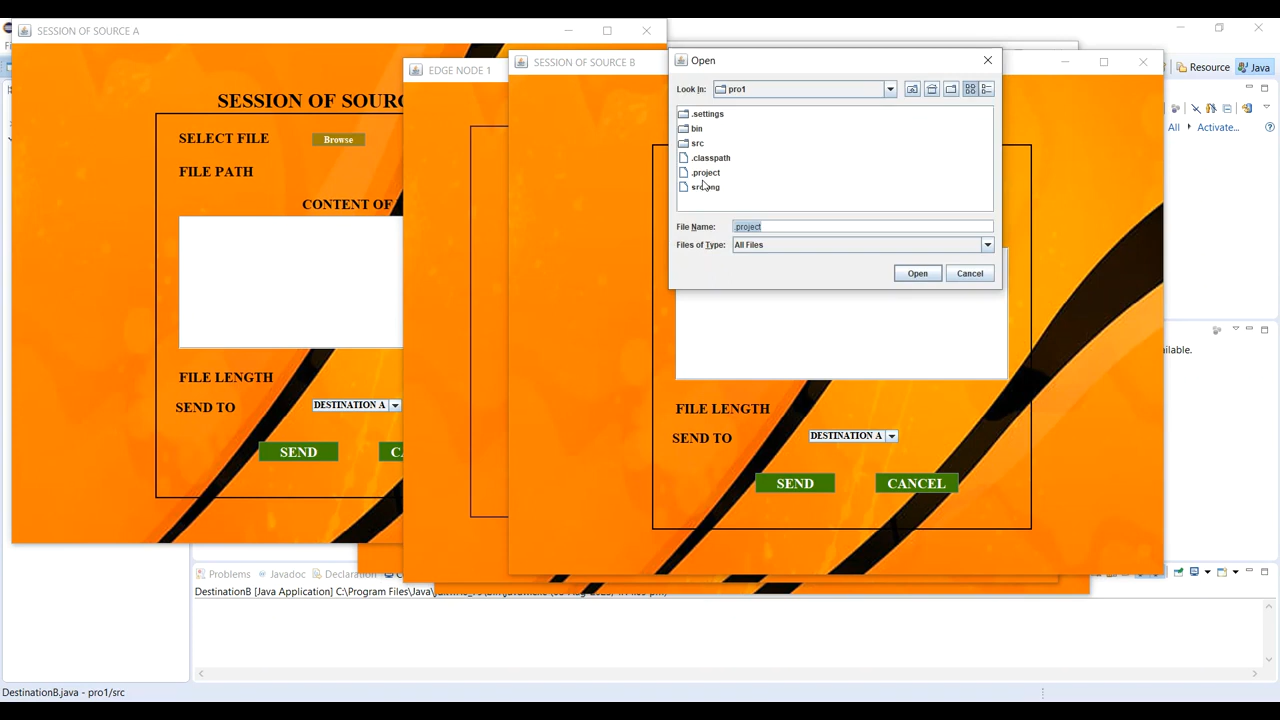 SESSION OF SOURCE A
SESSION OF SOURC
SELECT FILE
Browse
FILE PATH
CONTENT OF
FILE LENGTH
SEND TO
DESTINATION A
SEND
EDGE NODE 1
SESSION OF SOURCE B
Open
Look In:
pro1
.settings
bin
src
.classpath
.project
File Name:
.project
Files of Type:
All Files
Open
Cancel
FILE LENGTH
SEND TO
DESTINATION A
SEND
CANCEL
Resource
Java
All
Activate...
ilable.
Problems
Javadoc
Declaration
DestinationB [Java Application] C:\Program Files\Java\
DestinationB.java - pro1/src